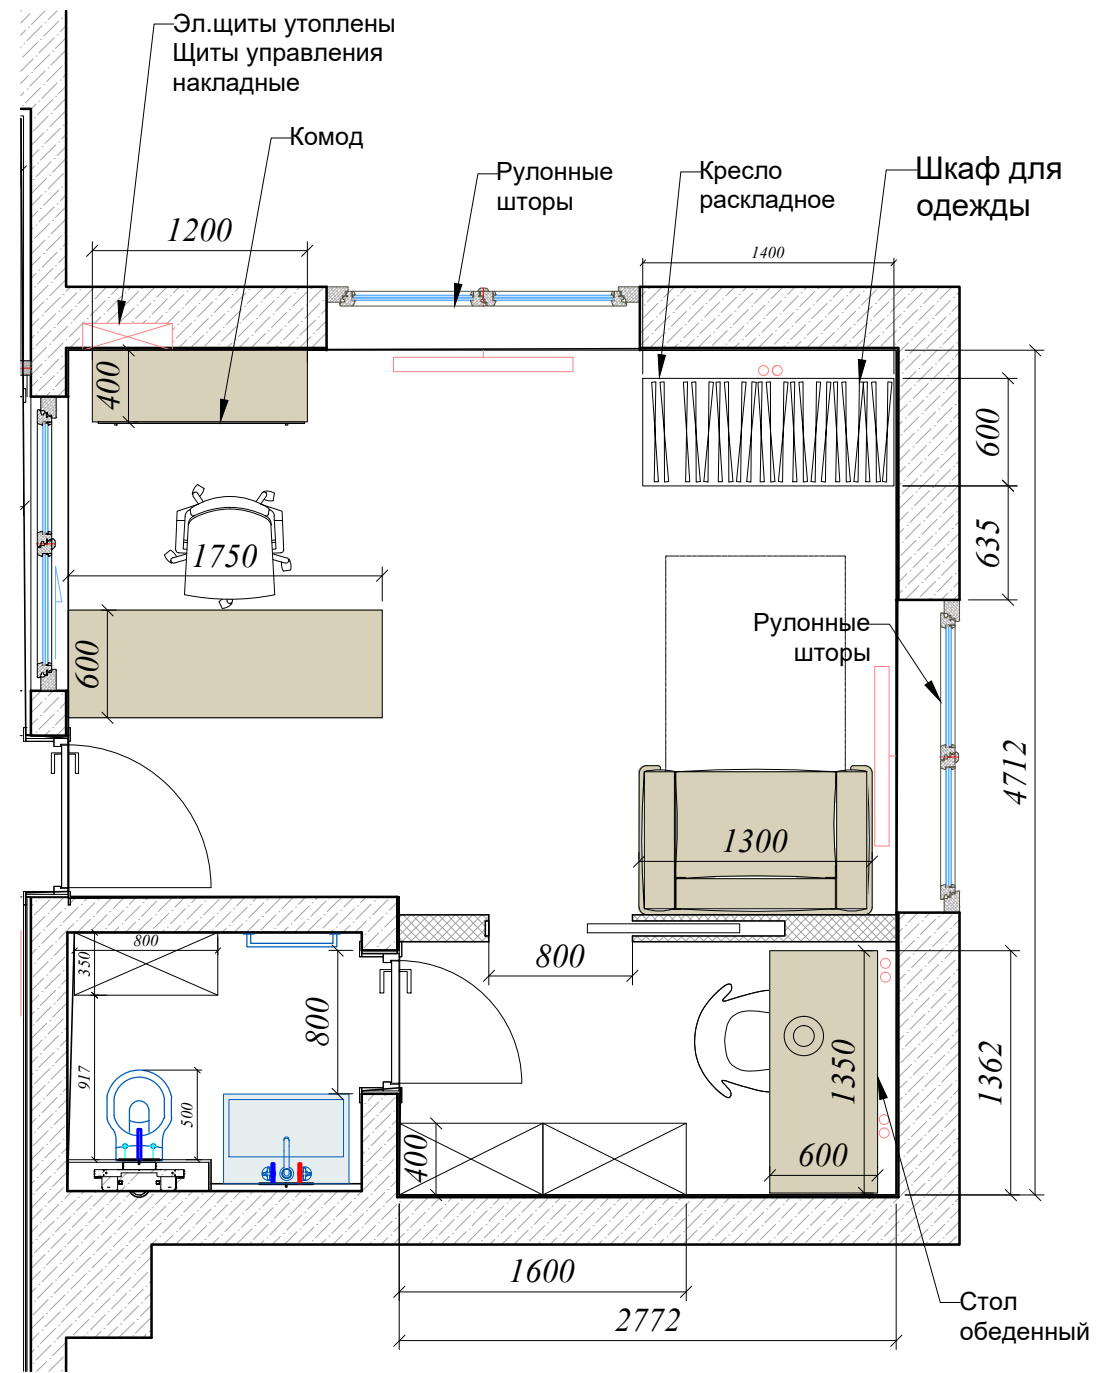 Эл.щиты утоплены
Щиты управления
накладные
Комод
Рулонные
шторы
Кресло
раскладное
Шкаф для
одежды
1200
1400
400
600
635
1750
600
Рулонные
шторы
4712
1300
800
350
800
800
917
500
1350
1362
400
600
1600
2772
Стол
обеденный